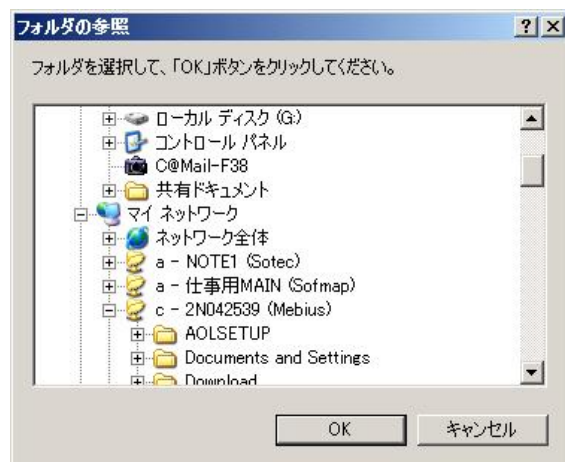 フォルダの参照
フォルダを選択して、「OK」ボタンをクリックしてください。
ローカル ディスク (G:)
コントロール パネル
C@Mail-F38
共有ドキュメント
マイ ネットワーク
ネットワーク全体
a - NOTE1 (Sotec)
a - 仕事用MAIN (Sofmap)
c - 2N042539 (Mebius)
AOLSETUP
Documents and Settings
Download
OK キャンセル